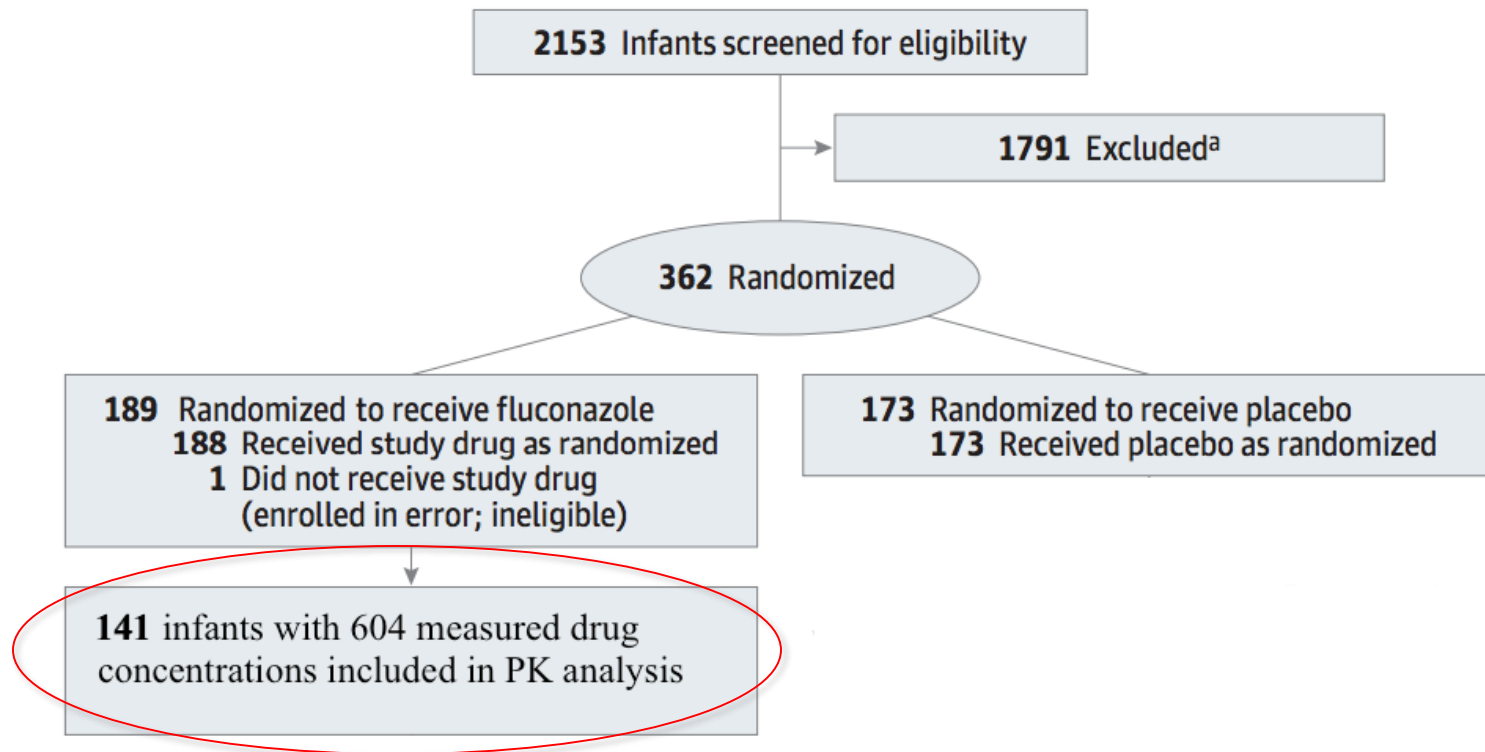 2153 Infants screened for eligibility
1791 Excludedª
362 Randomized
189 Randomized to receive fluconazole
188 Received study drug as randomized
1 Did not receive study drug
(enrolled in error; ineligible)
173 Randomized to receive placebo
173 Received placebo as randomized
141 infants with 604 measured drug
concentrations included in PK analysis